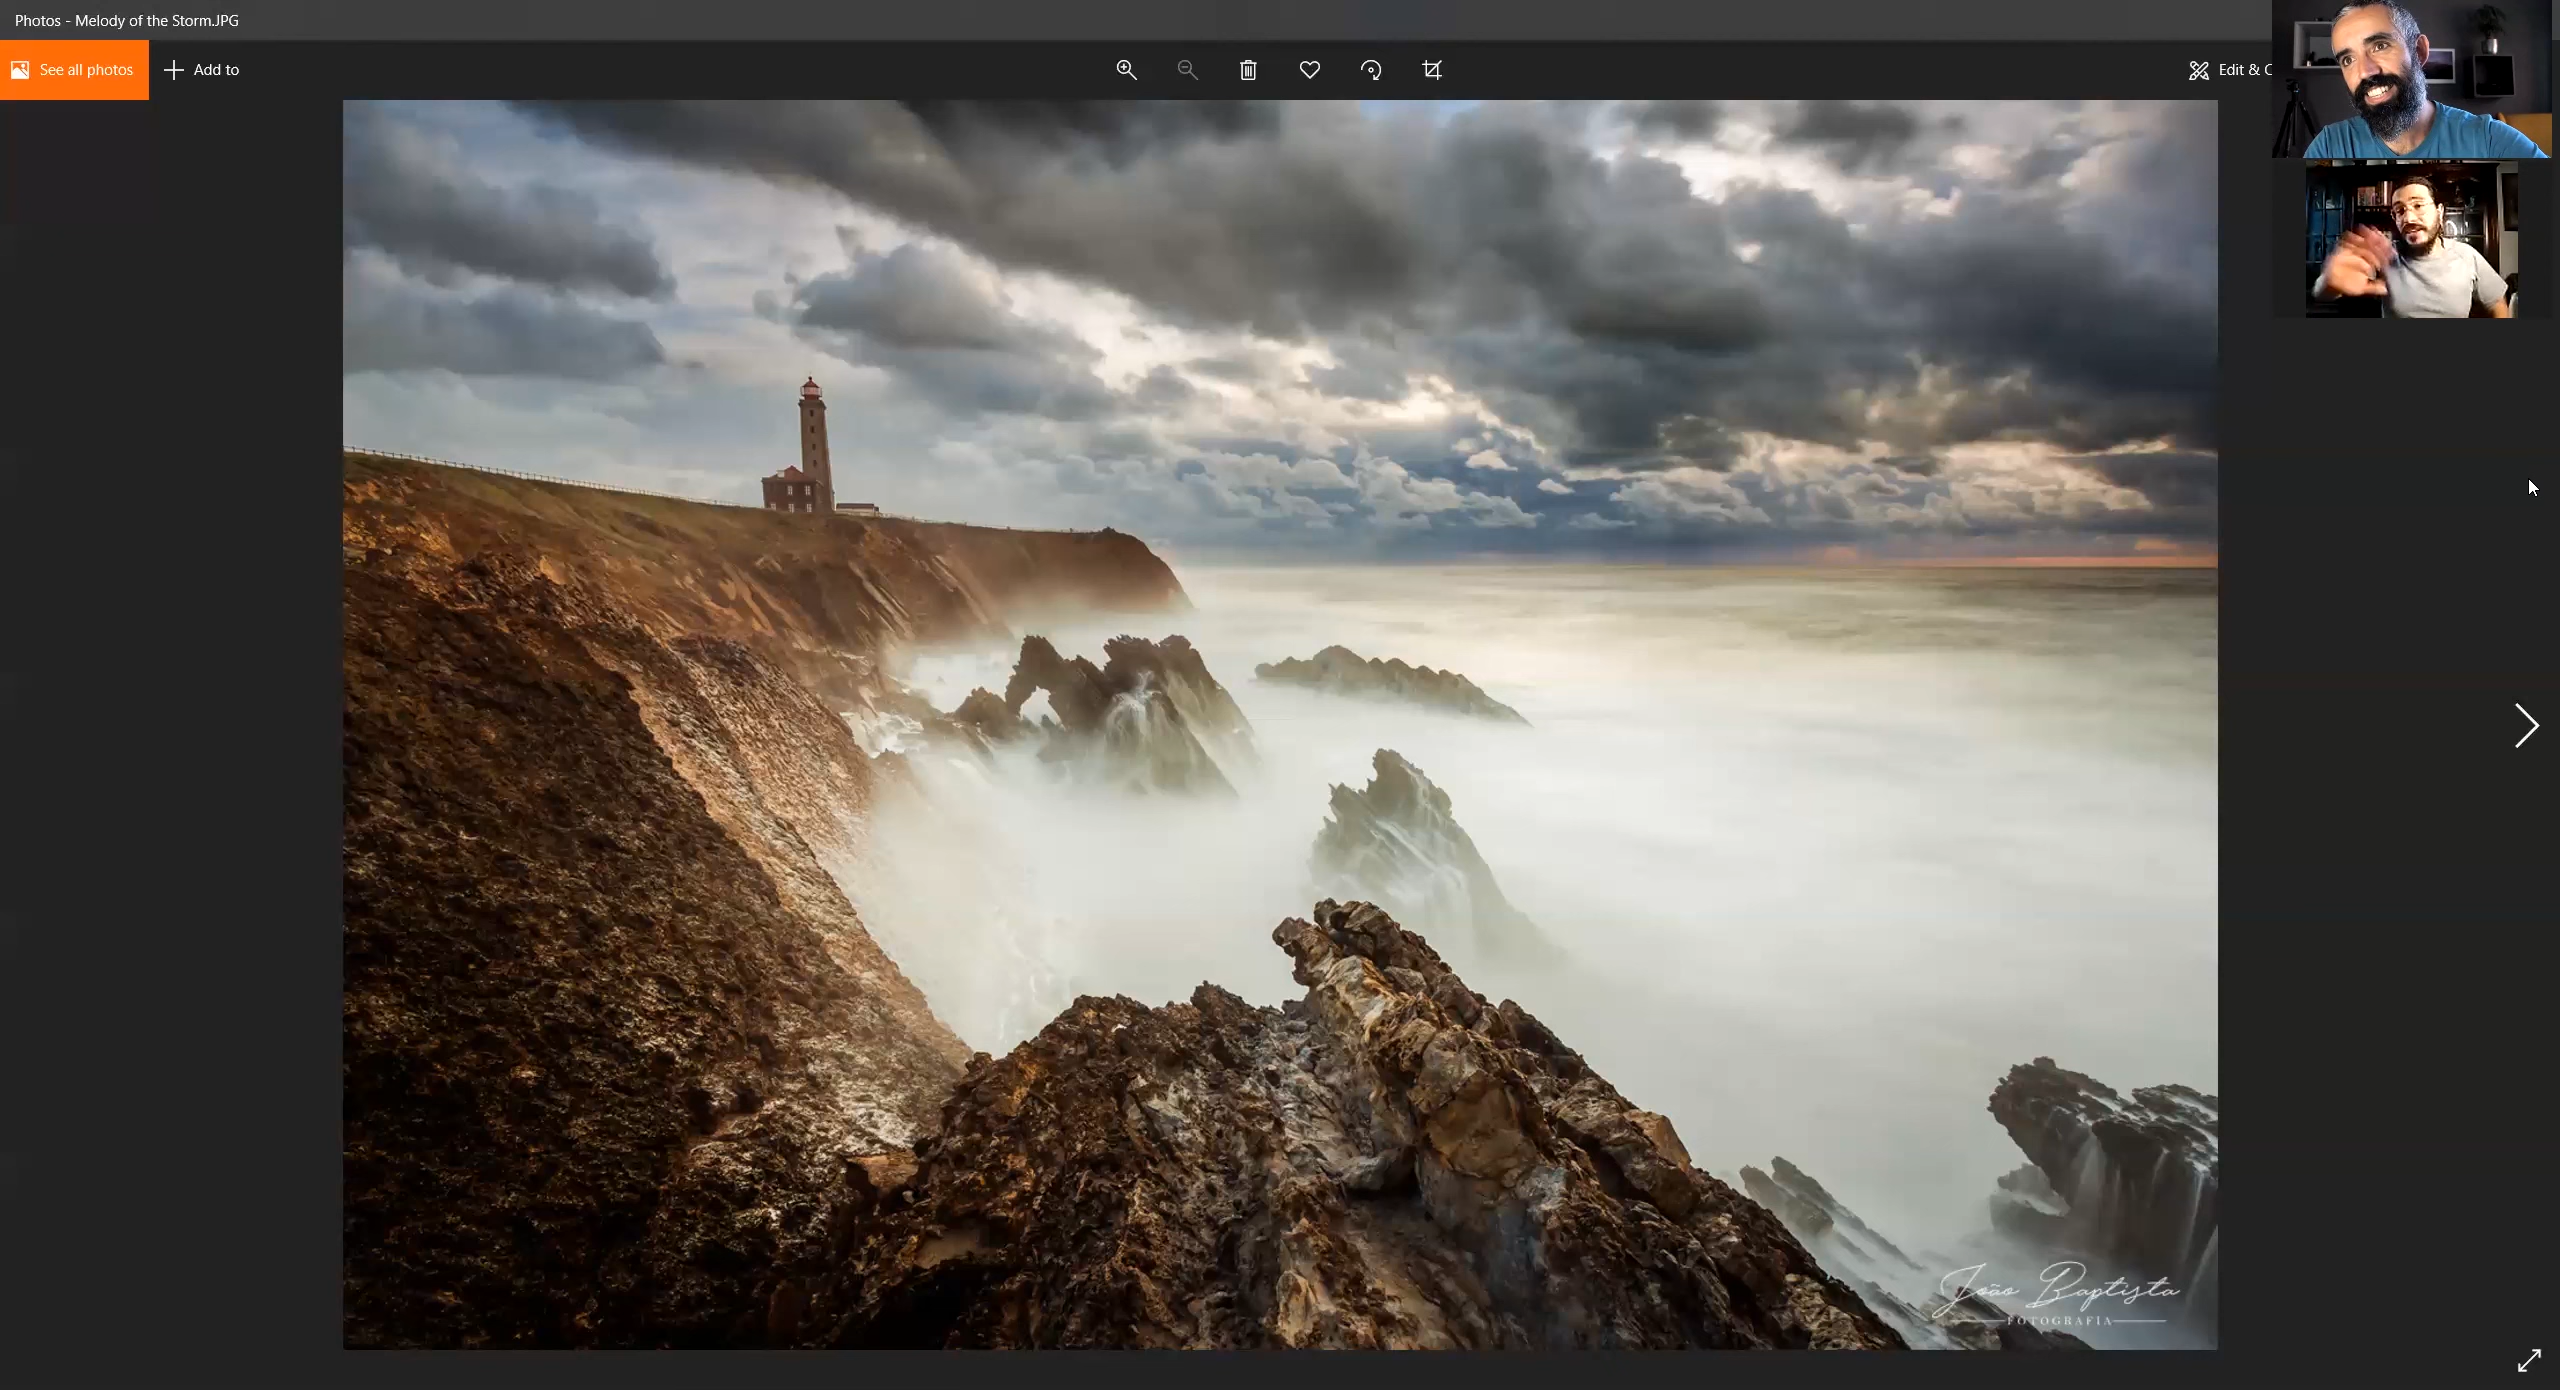 Photos - Melody of the Storm.JPG
See all photos
Add to
Edit & C
João Baptista
FOTOGRAFIA